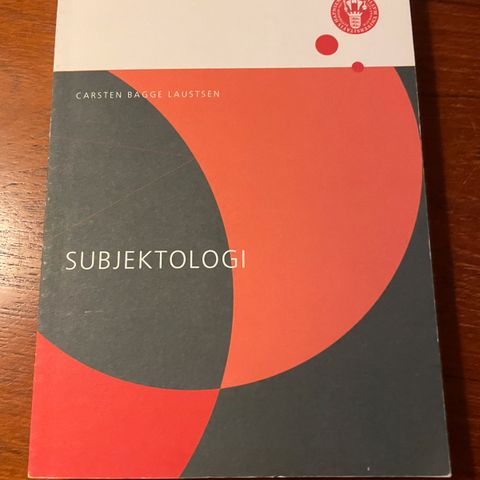 CARSTEN BAGGE LAUSTSEN
SUBJEKTOLOGI